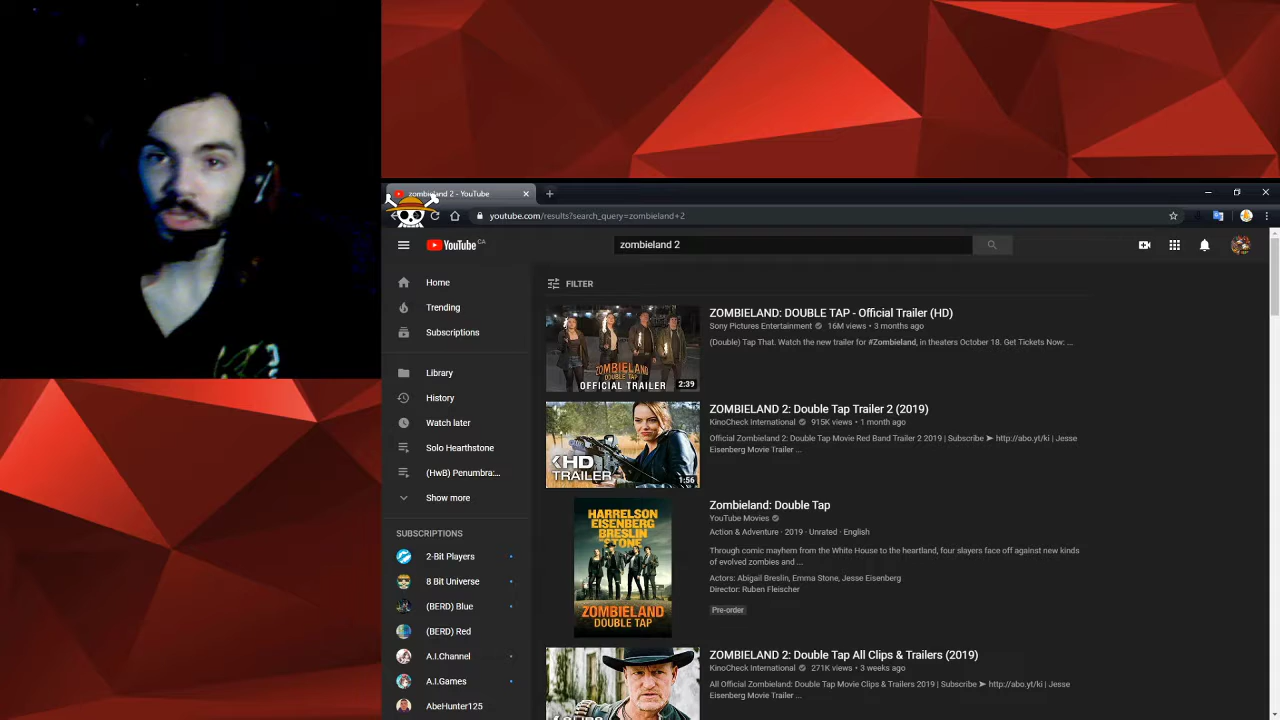 zombieland 2 - YouTube
youtube.com/results?search_query=zombieland+2
YouTube CA
zombieland 2
Home
Trending
Subscriptions
Library
History
Watch later
Solo Hearthstone
(HwB) Penumbra:...
Show more
SUBSCRIPTIONS
2-Bit Players
8 Bit Universe
(BERD) Blue
(BERD) Red
A.I.Channel
A.I.Games
AbeHunter125
FILTER
ZOMBIELAND
DOUBLE TAP
OFFICIAL TRAILER
2:39
ZOMBIELAND: DOUBLE TAP - Official Trailer (HD)
Sony Pictures Entertainment 16M views • 3 months ago
(Double) Tap That. Watch the new trailer for #Zombieland, in theaters October 18. Get Tickets Now: ...
HD
TRAILER
1:56
ZOMBIELAND 2: Double Tap Trailer 2 (2019)
KinoCheck International 915K views • 1 month ago
Official Zombieland 2: Double Tap Movie Red Band Trailer 2 2019 | Subscribe ➤ http://abo.yt/ki | Jesse
Eisenberg Movie Trailer ...
HARRELSON
EISENBERG
BRESLIN
STONE
ZOMBIELAND
DOUBLE TAP
Zombieland: Double Tap
YouTube Movies
Action & Adventure · 2019 · Unrated · English
Through comic mayhem from the White House to the heartland, four slayers face off against new kinds
of evolved zombies and ...
Actors: Abigail Breslin, Emma Stone, Jesse Eisenberg
Director: Ruben Fleischer
Pre-order
ZOMBIELAND 2: Double Tap All Clips & Trailers (2019)
KinoCheck International 271K views • 3 weeks ago
All Official Zombieland: Double Tap Movie Clips & Trailers 2019 | Subscribe ➤ http://abo.yt/ki | Jesse
Eisenberg Movie Trailer ...